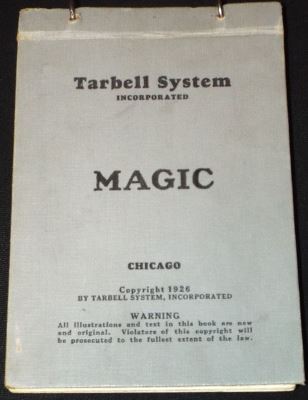 Tarbell System
INCORPORATED
MAGIC
CHICAGO
Copyright 1926
BY TARBELL SYSTEM, INCORPORATED
WARNING
All illustrations and text in this book are new
and original. Violators of this copyright will
be prosecuted to the fullest extent of the law.